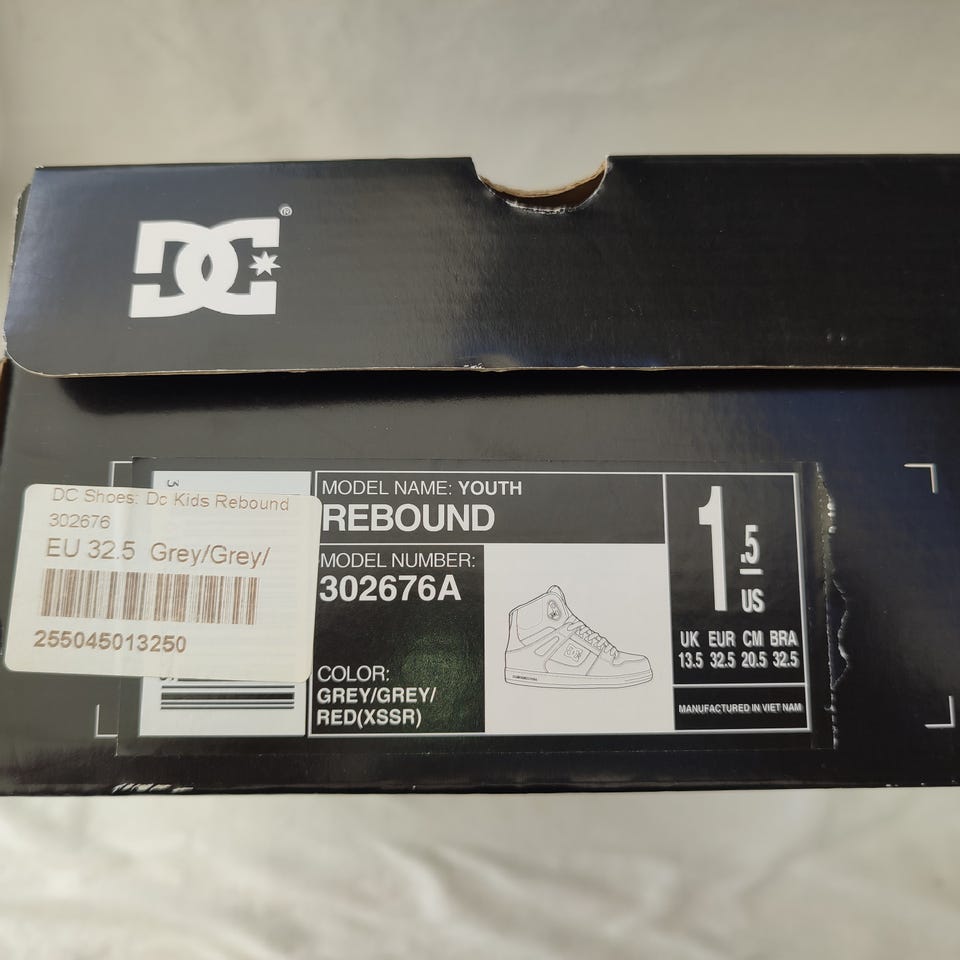 DC
®
DC Shoes: Dc Kids Rebound
302676
EU 32.5 Grey/Grey/
255045013250
3
MODEL NAME: YOUTH
REBOUND
MODEL NUMBER:
302676A
COLOR:
GREY/GREY/
RED(XSSR)
1.5
US
UK EUR CM BRA
13.5 32.5 20.5 32.5
MANUFACTURED IN VIET NAM